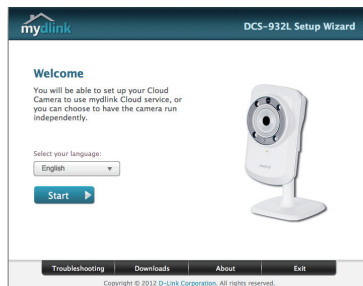 mydlink
DCS-932L Setup Wizard
Welcome
You will be able to set up your Cloud
Camera to use mydlink Cloud service, or
you can choose to have the camera run
independently.
Select your language:
English
Start
Troubleshooting Downloads About Exit
Copyright © 2012 D-Link Corporation. All rights reserved.